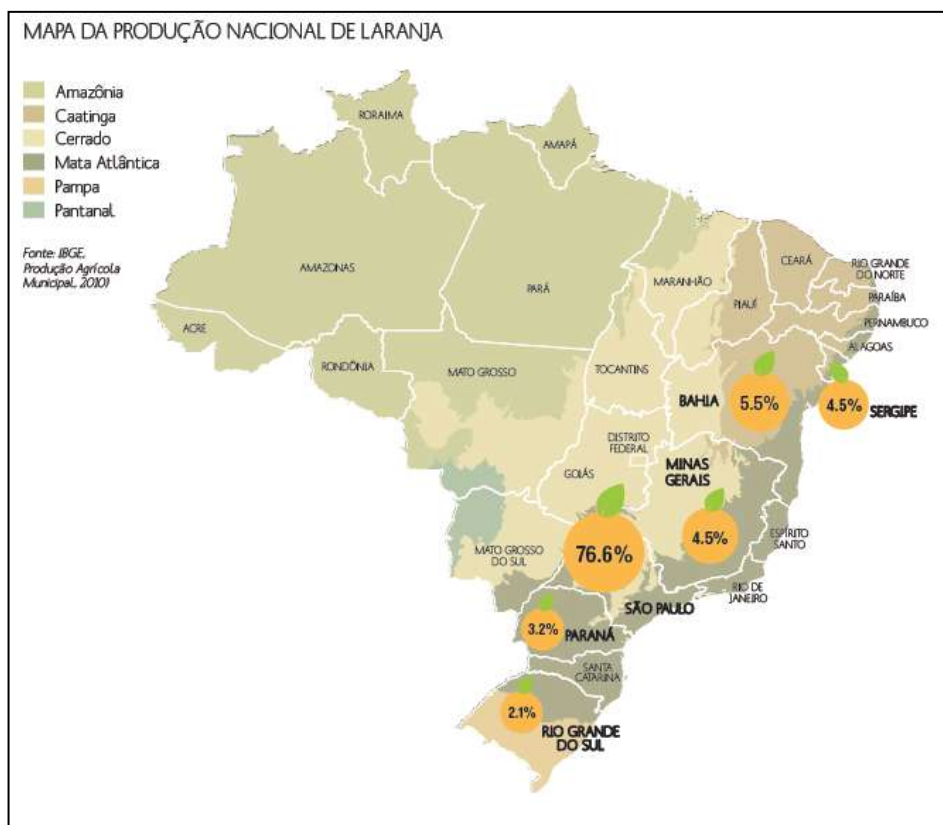 MAPA DA PRODUÇÃO NACIONAL DE LARANJA
Amazônia
Caatinga
Cerrado
Mata Atlântica
Pampa
Pantanal
Fonte: IBGE,
Produção Agrícola
Municipal, 2010)
RORAIMA
AMAPÁ
AMAZONAS
PARÁ
MARANHÃO
CEARÁ
RIO GRANDE
DO NORTE
PIAUÍ
PARAÍBA
PERNAMBUCO
ALAGOAS
ACRE
RONDÔNIA
MATO GROSSO
TOCANTINS
BAHIA
5.5%
4.5%
SERGIPE
DISTRITO
FEDERAL
GOIÁS
MINAS
GERAIS
4.5%
ESPÍRITO
SANTO
76.6%
MATO GROSSO
DO SUL
RIO DE
JANEIRO
SÃO PAULO
3.2%
PARANÁ
SANTA
CATARINA
2.1%
RIO GRANDE
DO SUL